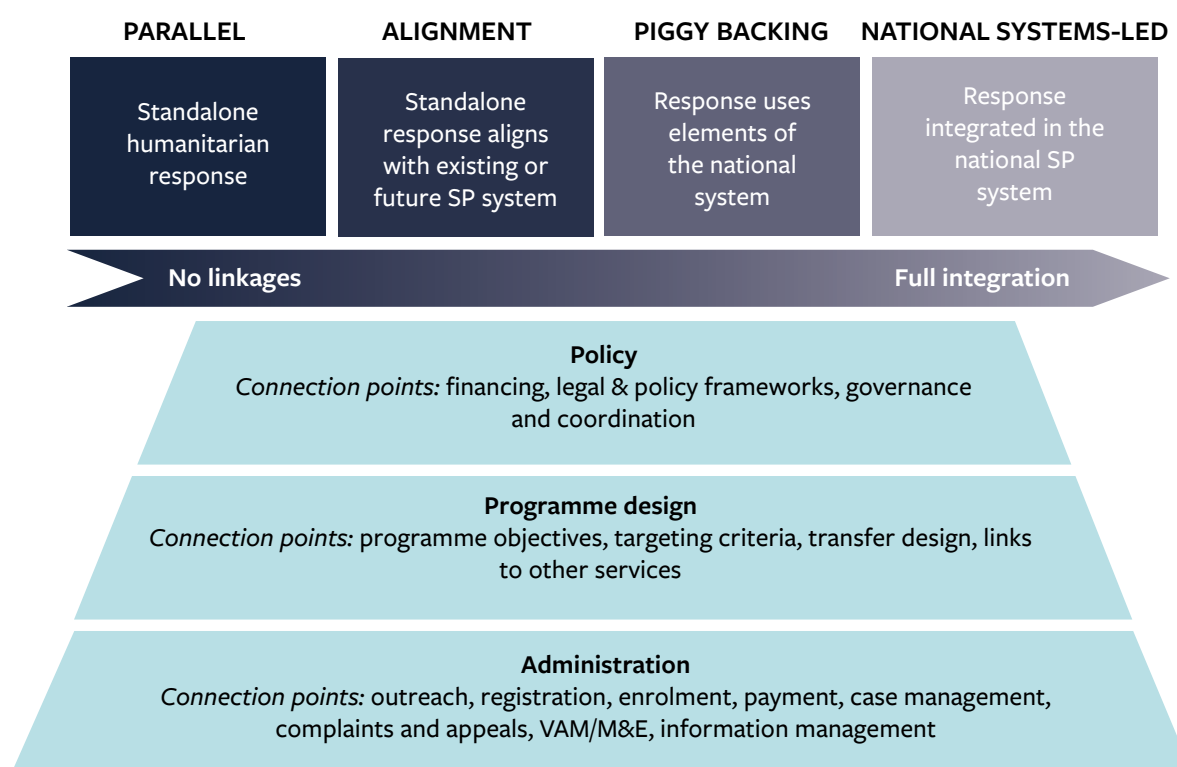 PARALLEL
Standalone
humanitarian
response
ALIGNMENT
Standalone
response aligns
with existing or
future SP system
PIGGY BACKING
Response uses
elements of
the national
system
NATIONAL SYSTEMS-LED
Response
integrated in the
national SP
system
No linkages
Full integration
Policy
Connection points: financing, legal & policy frameworks, governance
and coordination
Programme design
Connection points: programme objectives, targeting criteria, transfer design, links
to other services
Administration
Connection points: outreach, registration, enrolment, payment, case management,
complaints and appeals, VAM/M&E, information management